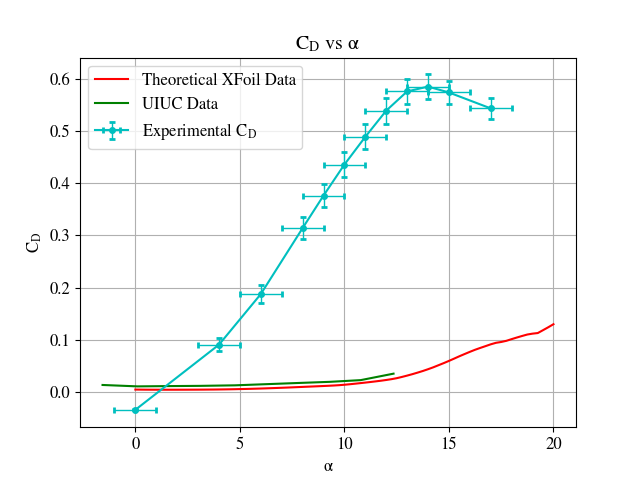 C_D vs α
Theoretical XFoil Data
UIUC Data
Experimental C_D
C_D
0.6
0.5
0.4
0.3
0.2
0.1
0.0
0 5 10 15 20
α